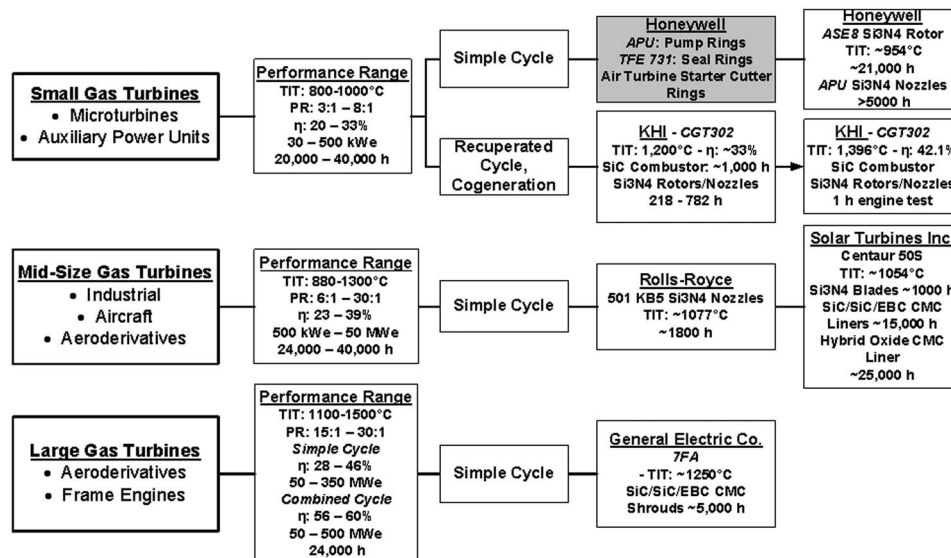 Small Gas Turbines
• Microturbines
• Auxiliary Power Units
Performance Range
TIT: 800-1000°C
PR: 3:1 – 8:1
η: 20 – 33%
30 – 500 kWe
20,000 – 40,000 h
Simple Cycle
Honeywell
APU: Pump Rings
TFE 731: Seal Rings
Air Turbine Starter Cutter
Rings
Honeywell
ASE8 Si3N4 Rotor
TIT: ~954°C
~21,000 h
APU Si3N4 Nozzles
>5000 h
Recuperated
Cycle,
Cogeneration
KHI - CGT302
TIT: 1,200°C - η: ~33%
SiC Combustor: ~1,000 h
Si3N4 Rotors/Nozzles
218 - 782 h
KHI - CGT302
TIT: 1,396°C - η: 42.1%
SiC Combustor
Si3N4 Rotors/Nozzles
1 h engine test
Mid-Size Gas Turbines
• Industrial
• Aircraft
• Aeroderivatives
Performance Range
TIT: 880-1300°C
PR: 6:1 – 30:1
η: 23 – 39%
500 kWe – 50 MWe
24,000 – 40,000 h
Simple Cycle
Rolls-Royce
501 KB5 Si3N4 Nozzles
TIT: ~1077°C
~1800 h
Solar Turbines Inc
Centaur 50S
TIT: ~1054°C
Si3N4 Blades ~1000 h
SiC/SiC/EBC CMC
Liners ~15,000 h
Hybrid Oxide CMC
Liner
~25,000 h
Large Gas Turbines
• Aeroderivatives
• Frame Engines
Performance Range
TIT: 1100-1500°C
PR: 15:1 – 30:1
Simple Cycle
η: 28 – 46%
50 – 350 MWe
Combined Cycle
η: 56 – 60%
50 – 500 MWe
24,000 h
Simple Cycle
General Electric Co.
7FA
- TIT: ~1250°C
SiC/SiC/EBC CMC
Shrouds ~5,000 h